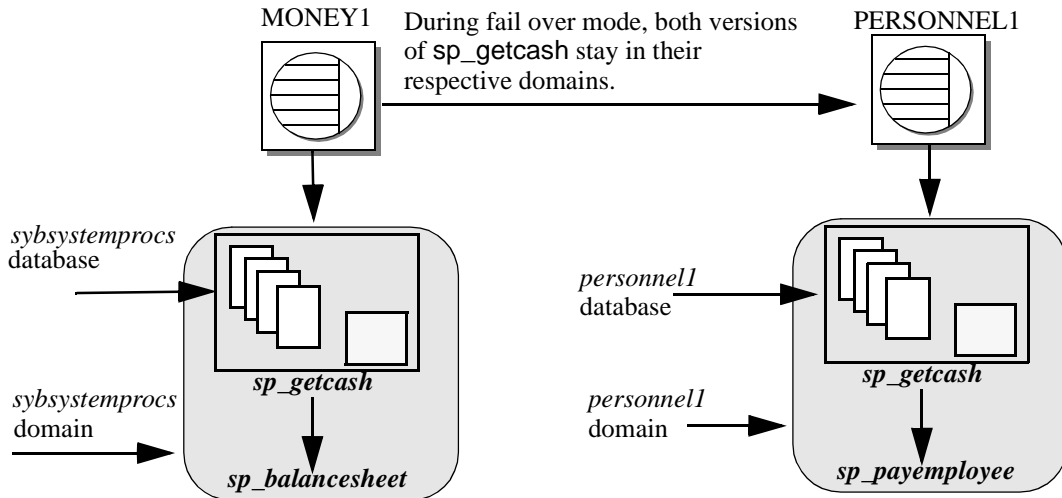 MONEY1
During fail over mode, both versions
of sp_getcash stay in their
respective domains.
PERSONNEL1
sybsystemprocs
database
sp_getcash
sybsystemprocs
domain
sp_balancesheet
personnel1
database
sp_getcash
personnel1
domain
sp_payemployee